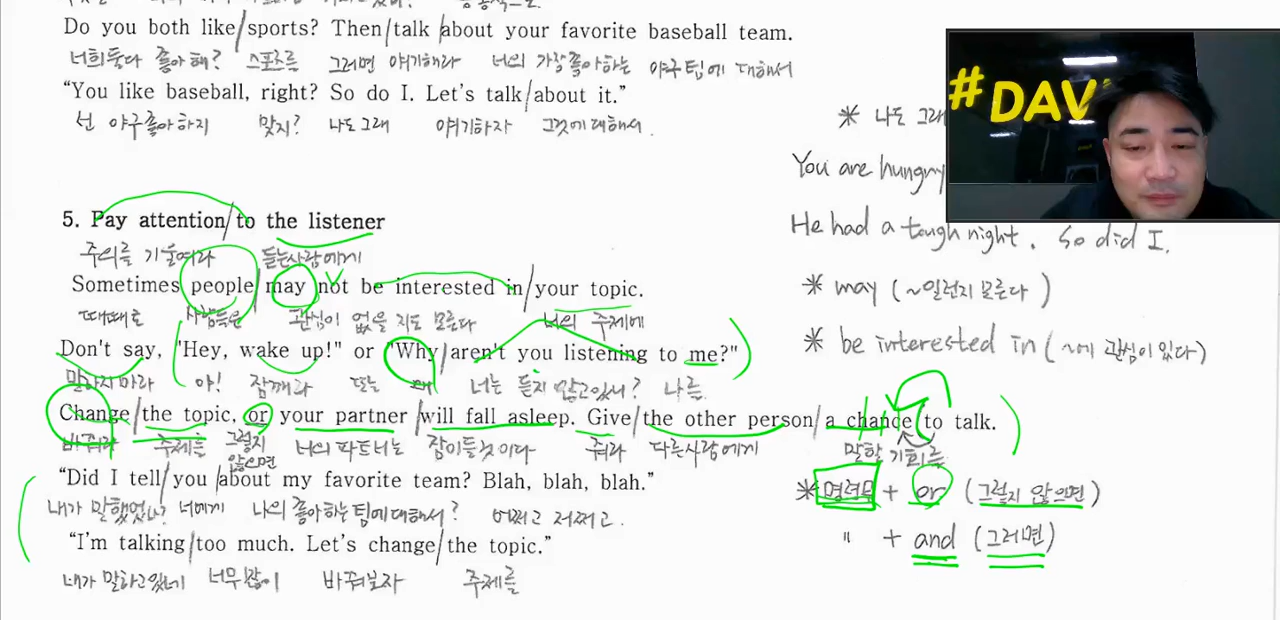 Do you both like/sports? Then/talk/about your favorite baseball team.
너희둘다 좋아해? 스포츠를 그러면 얘기해라 너의 가장좋아하는 야구팀에 대해서
"You like baseball, right? So do I. Let's talk/about it."
넌 야구좋아하지 맞지? 나도그래 얘기하자 그것에대해서.
#DAV
* 나도 그래
You are hungry
He had a tough night. So did I.
* may (~일런지 모른다)
* be interested in (~에 관심이 있다)
5. Pay attention/to the listener
주의를 기울여라 듣는사람에게
Sometimes people/may not be interested in/your topic.
때때로 사람들은 관심이 없을 지도 모른다 너의 주제에
Don't say, "Hey, wake up!" or "Why/aren't you listening to me?"
말하지마라 야! 잠깨라 또는 왜 너는 듣지 않고있니? 나를
Change/the topic, or your partner/will fall asleep. Give/the other person/a chance to talk.
바꿔라 주제를 그렇지 않으면 너의 파트너는 잠이들것이다 줘라 다른사람에게 말할 기회를
"Did I tell/you/about my favorite team? Blah, blah, blah."
내가 말했었니? 너에게 나의 좋아하는팀에대해서? 어쩌고 저쩌고.
"I'm talking/too much. Let's change/the topic."
내가 말하고있네 너무많이 바꿔보자 주제를
* 명령문 + or (그렇지 않으면)
" + and (그러면)